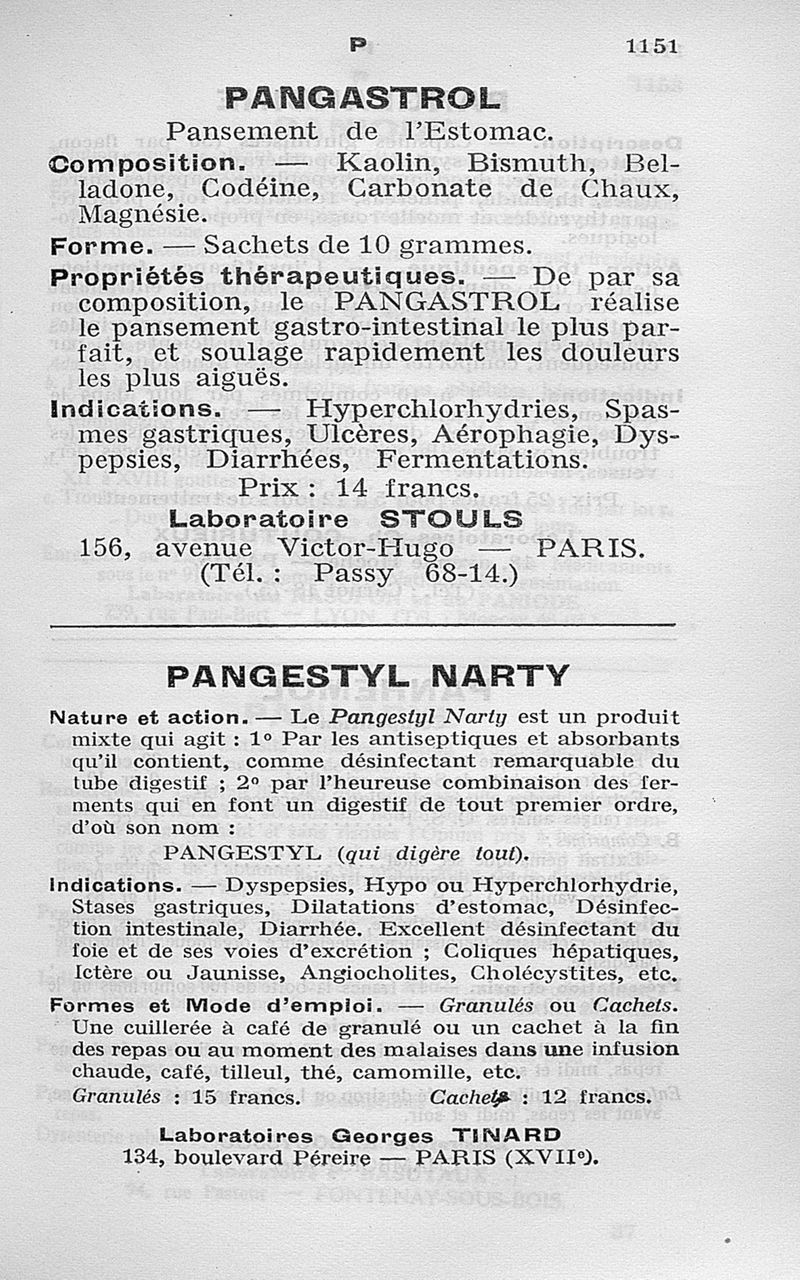 P 1151
PANGASTROL
Pansement de l'Estomac.
Composition. — Kaolin, Bismuth, Bel-
ladone, Codéine, Carbonate de Chaux,
Magnésie.
Forme. — Sachets de 10 grammes.
Propriétés thérapeutiques. — De par sa
composition, le PANGASTROL réalise
le pansement gastro-intestinal le plus par-
fait, et soulage rapidement les douleurs
les plus aiguës.
Indications. — Hyperchlorhydries, Spas-
mes gastriques, Ulcères, Aérophagie, Dys-
pepsies, Diarrhées, Fermentations.
Prix : 14 francs.
Laboratoire STOULS
156, avenue Victor-Hugo — PARIS.
(Tél. : Passy 68-14.)
PANGESTYL NARTY
Nature et action. — Le Pangestyl Narty est un produit
mixte qui agit : 1° Par les antiseptiques et absorbants
qu'il contient, comme désinfectant remarquable du
tube digestif ; 2° par l'heureuse combinaison des fer-
ments qui en font un digestif de tout premier ordre,
d'où son nom :
PANGESTYL (qui digère tout).
Indications. — Dyspepsies, Hypo ou Hyperchlorhydrie,
Stases gastriques, Dilatations d'estomac, Désinfec-
tion intestinale, Diarrhée. Excellent désinfectant du
foie et de ses voies d'excrétion ; Coliques hépatiques,
Ictère ou Jaunisse, Angiocholites, Cholécystites, etc.
Formes et Mode d'emploi. — Granulés ou Cachets.
Une cuillerée à café de granulé ou un cachet à la fin
des repas ou au moment des malaises dans une infusion
chaude, café, tilleul, thé, camomille, etc.
Granulés : 15 francs. Cachets : 12 francs.
Laboratoires Georges TINARD
134, boulevard Péreire — PARIS (XVIIe).